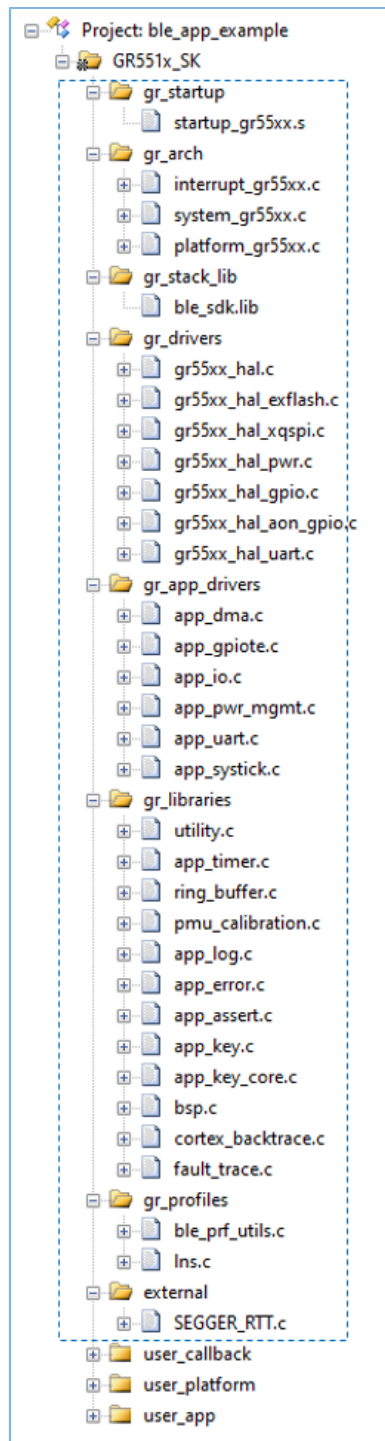 Project: ble_app_example
GR551x_SK
gr_startup
startup_gr55xx.s
gr_arch
interrupt_gr55xx.c
system_gr55xx.c
platform_gr55xx.c
gr_stack_lib
ble_sdk.lib
gr_drivers
gr55xx_hal.c
gr55xx_hal_exflash.c
gr55xx_hal_xqspi.c
gr55xx_hal_pwr.c
gr55xx_hal_gpio.c
gr55xx_hal_aon_gpio.c
gr55xx_hal_uart.c
gr_app_drivers
app_dma.c
app_gpiote.c
app_io.c
app_pwr_mgmt.c
app_uart.c
app_systick.c
gr_libraries
utility.c
app_timer.c
ring_buffer.c
pmu_calibration.c
app_log.c
app_error.c
app_assert.c
app_key.c
app_key_core.c
bsp.c
cortex_backtrace.c
fault_trace.c
gr_profiles
ble_prf_utils.c
lns.c
external
SEGGER_RTT.c
user_callback
user_platform
user_app